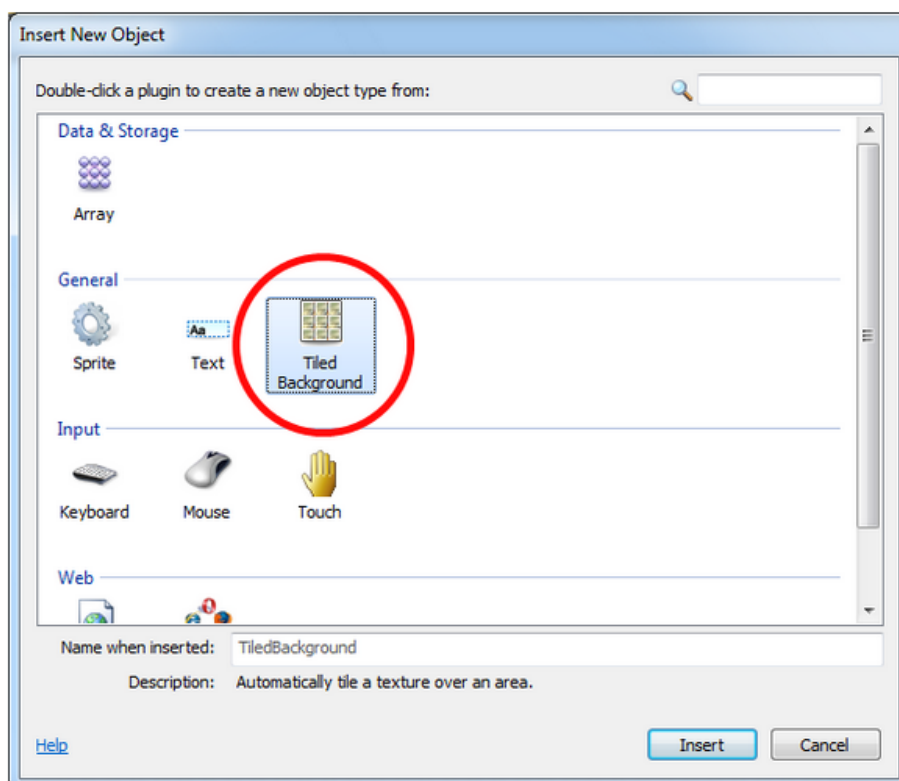 Insert New Object
Double-click a plugin to create a new object type from:
Data & Storage
Array
General
Sprite
Aa
Text
Tiled
Background
Input
Keyboard
Mouse
Touch
Web
Name when inserted: TiledBackground
Description: Automatically tile a texture over an area.
Help
Insert
Cancel